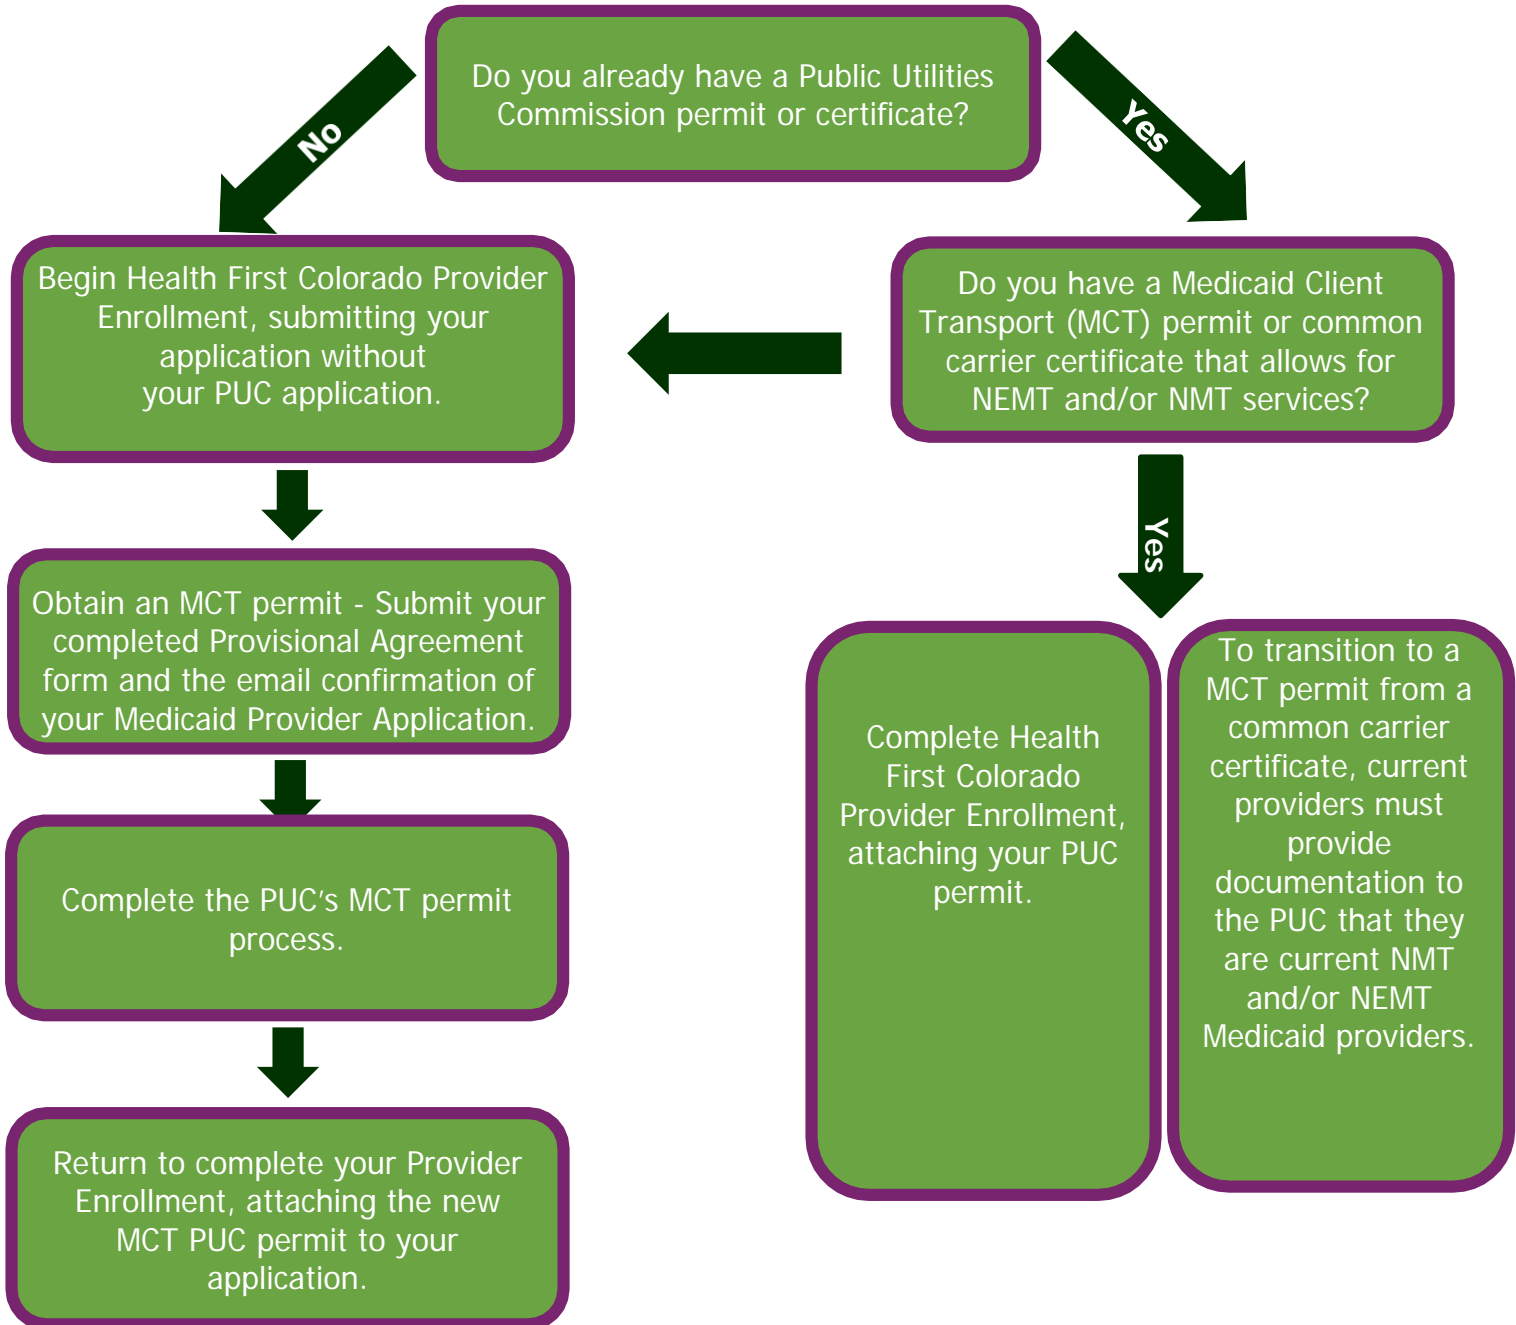 Do you already have a Public Utilities
Commission permit or certificate?
No
Yes
Begin Health First Colorado Provider
Enrollment, submitting your
application without
your PUC application.
Do you have a Medicaid Client
Transport (MCT) permit or common
carrier certificate that allows for
NEMT and/or NMT services?
Yes
Obtain an MCT permit - Submit your
completed Provisional Agreement
form and the email confirmation of
your Medicaid Provider Application.
Complete the PUC's MCT permit
process.
Return to complete your Provider
Enrollment, attaching the new
MCT PUC permit to your
application.
Complete Health
First Colorado
Provider Enrollment,
attaching your PUC
permit.
To transition to a
MCT permit from a
common carrier
certificate, current
providers must
provide
documentation to
the PUC that they
are current NMT
and/or NEMT
Medicaid providers.